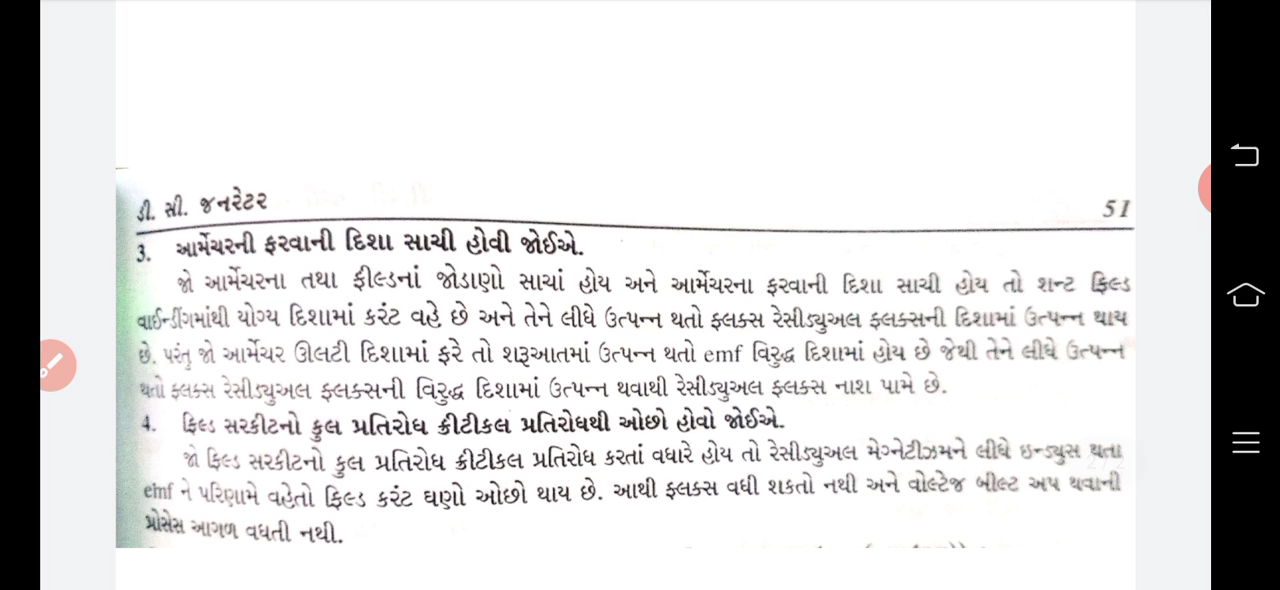 ડી. સી. જનરેટર 51
3. આર્મેચરની ફરવાની દિશા સાચી હોવી જોઈએ.
જો આર્મેચરના તથા ફીલ્ડનાં જોડાણો સાચાં હોય અને આર્મેચરના ફરવાની દિશા સાચી હોય તો શન્ટ ફિલ્ડ
વાઈન્ડીંગમાંથી યોગ્ય દિશામાં કરંટ વહે છે અને તેને લીધે ઉત્પન્ન થતો ફ્લક્સ રેસીડ્યુઅલ ફ્લક્સની દિશામાં ઉત્પન્ન થાય
છે. પરંતુ જો આર્મેચર ઊલટી દિશામાં ફરે તો શરૂઆતમાં ઉત્પન્ન થતો emf વિરુદ્ધ દિશામાં હોય છે જેથી તેને લીધે ઉત્પન્ન
થતો ફ્લક્સ રેસીડ્યુઅલ ફ્લક્સની વિરુદ્ધ દિશામાં ઉત્પન્ન થવાથી રેસીડ્યુઅલ ફ્લક્સ નાશ પામે છે.
4. ફિલ્ડ સરકીટનો કુલ પ્રતિરોધ ક્રીટીકલ પ્રતિરોધથી ઓછો હોવો જોઈએ.
જો ફિલ્ડ સરકીટનો કુલ પ્રતિરોધ ક્રીટીકલ પ્રતિરોધ કરતાં વધારે હોય તો રેસીડ્યુઅલ મેગ્નેટીઝમને લીધે ઇન્ડ્યુસ થતા
emf ને પરિણામે વહેતો ફિલ્ડ કરંટ ઘણો ઓછો થાય છે. આથી ફ્લક્સ વધી શકતો નથી અને વોલ્ટેજ બીલ્ટ અપ થવાની
પ્રોસેસ આગળ વધતી નથી.